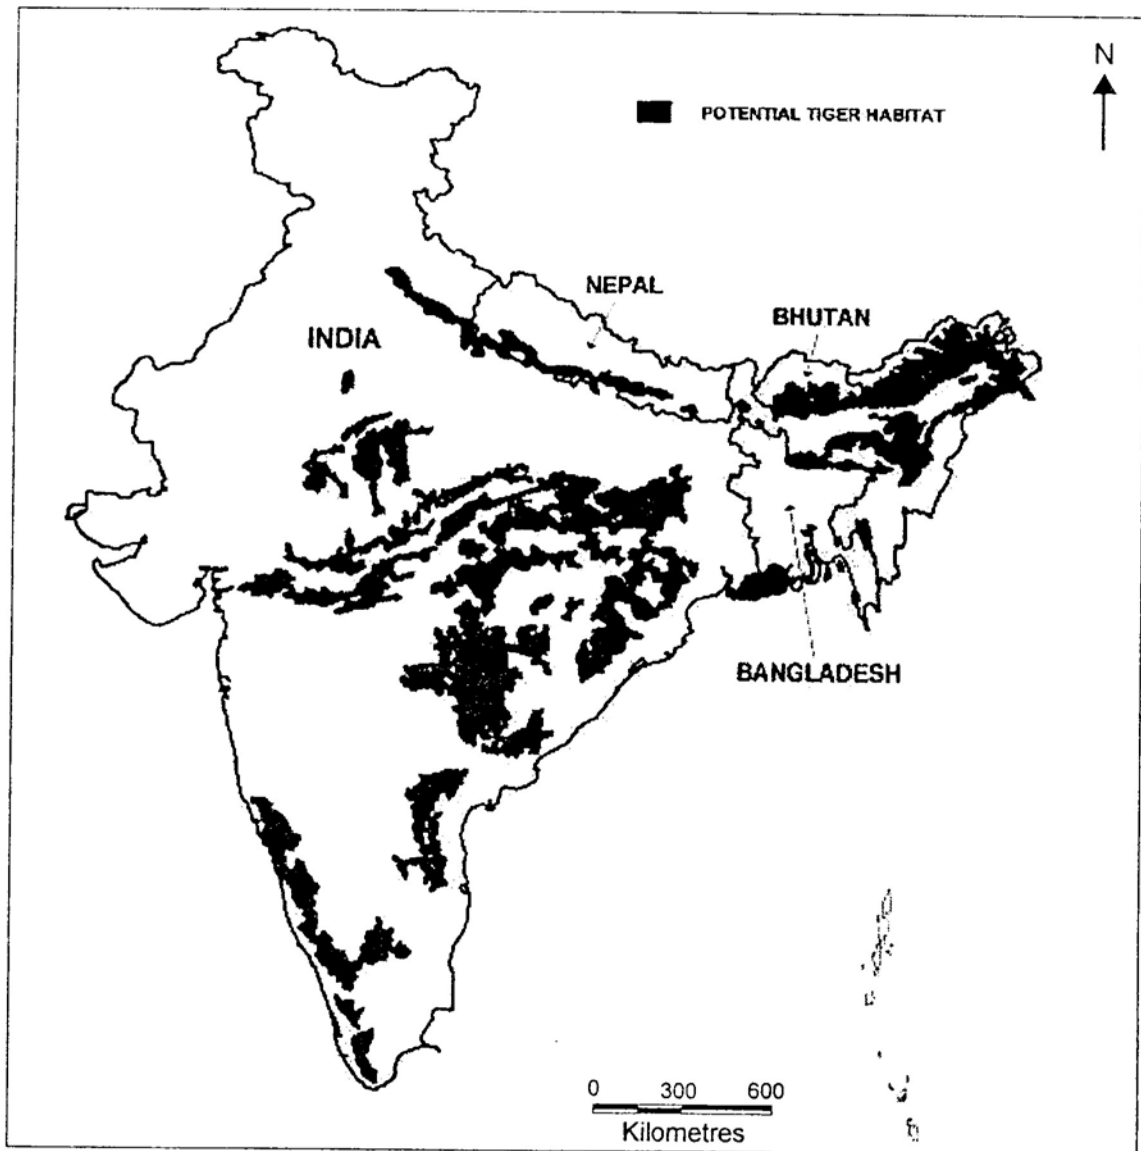 N
POTENTIAL TIGER HABITAT
NEPAL
BHUTAN
INDIA
BANGLADESH
0 300 600
Kilometres